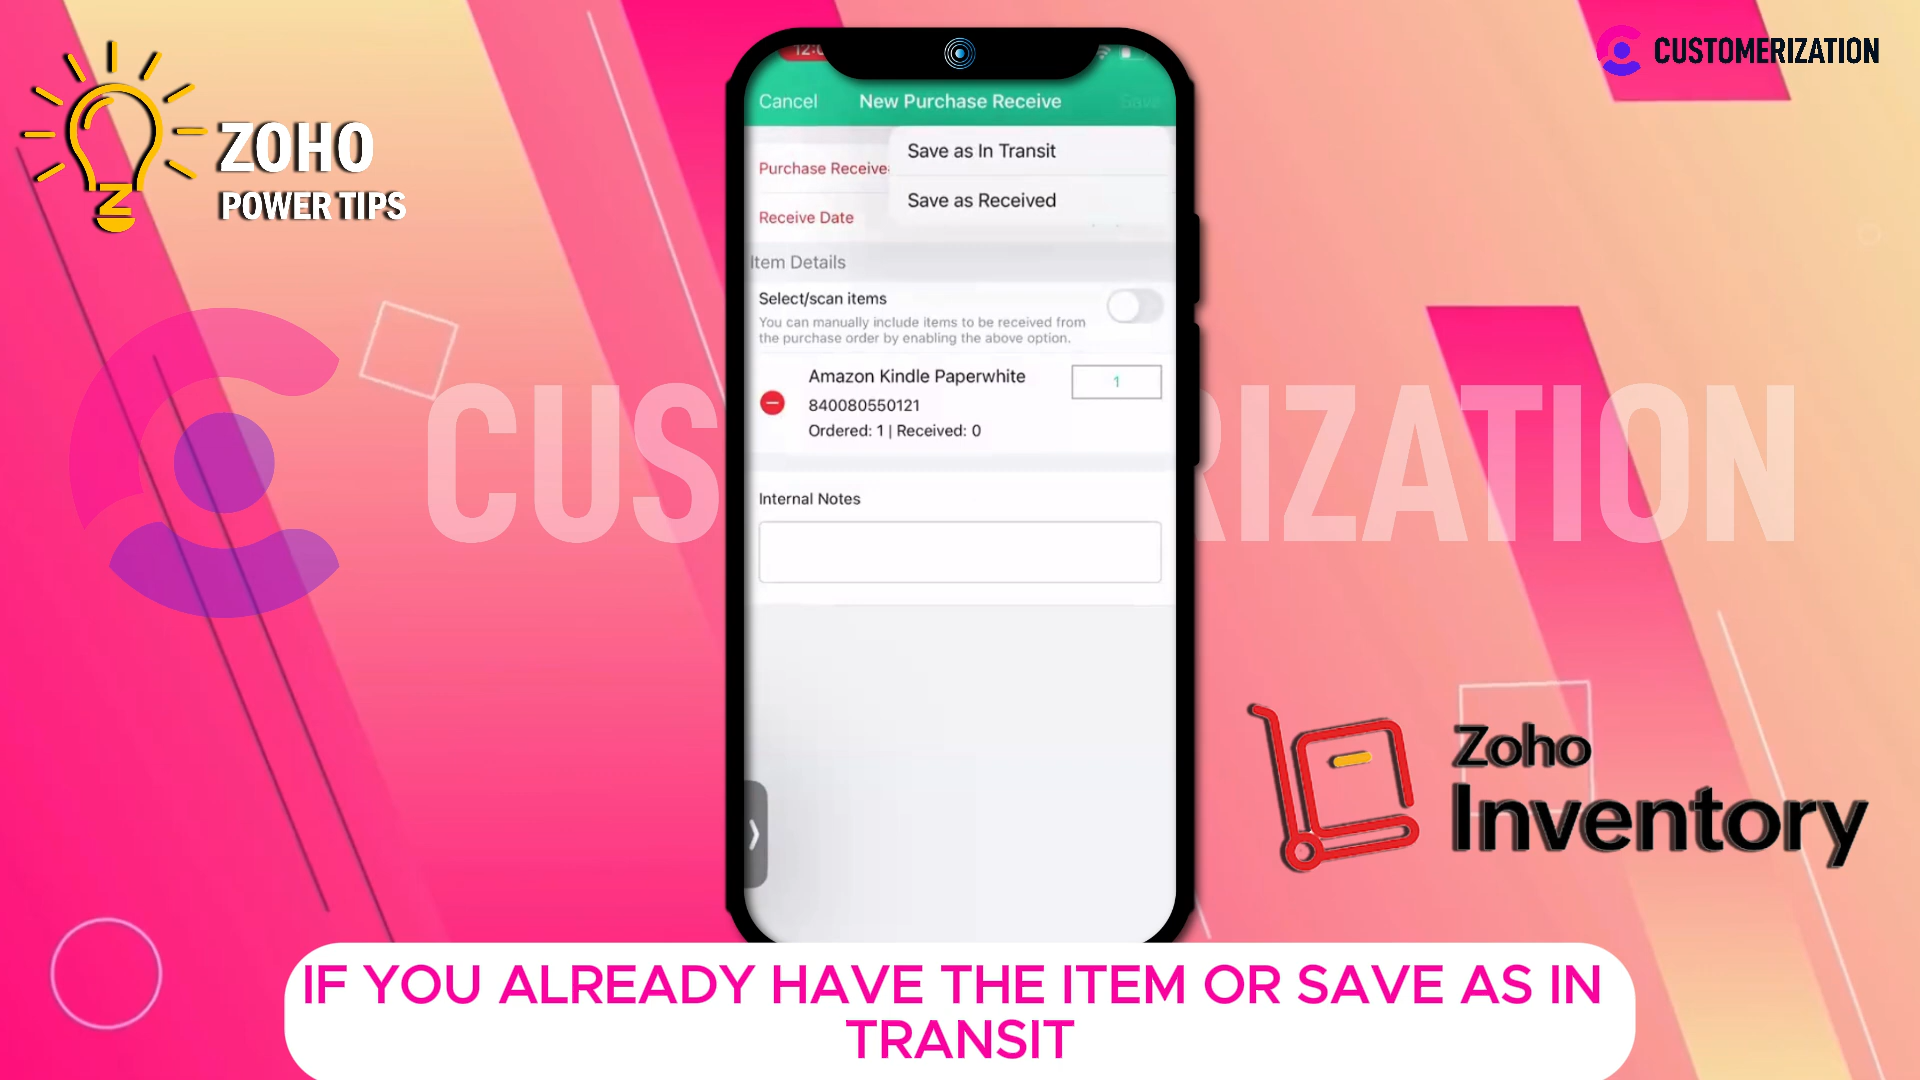 ZOHO
POWER TIPS
CUSTOMERIZATION
Cancel
New Purchase Receive
Save
Save as In Transit
Save as Received
Purchase Receive
Receive Date
Item Details
Select/scan items
You can manually include items to be received from
the purchase order by enabling the above option.
Amazon Kindle Paperwhite
1
840080550121
Ordered: 1 | Received: 0
Internal Notes
Zoho
Inventory
IF YOU ALREADY HAVE THE ITEM OR SAVE AS IN
TRANSIT